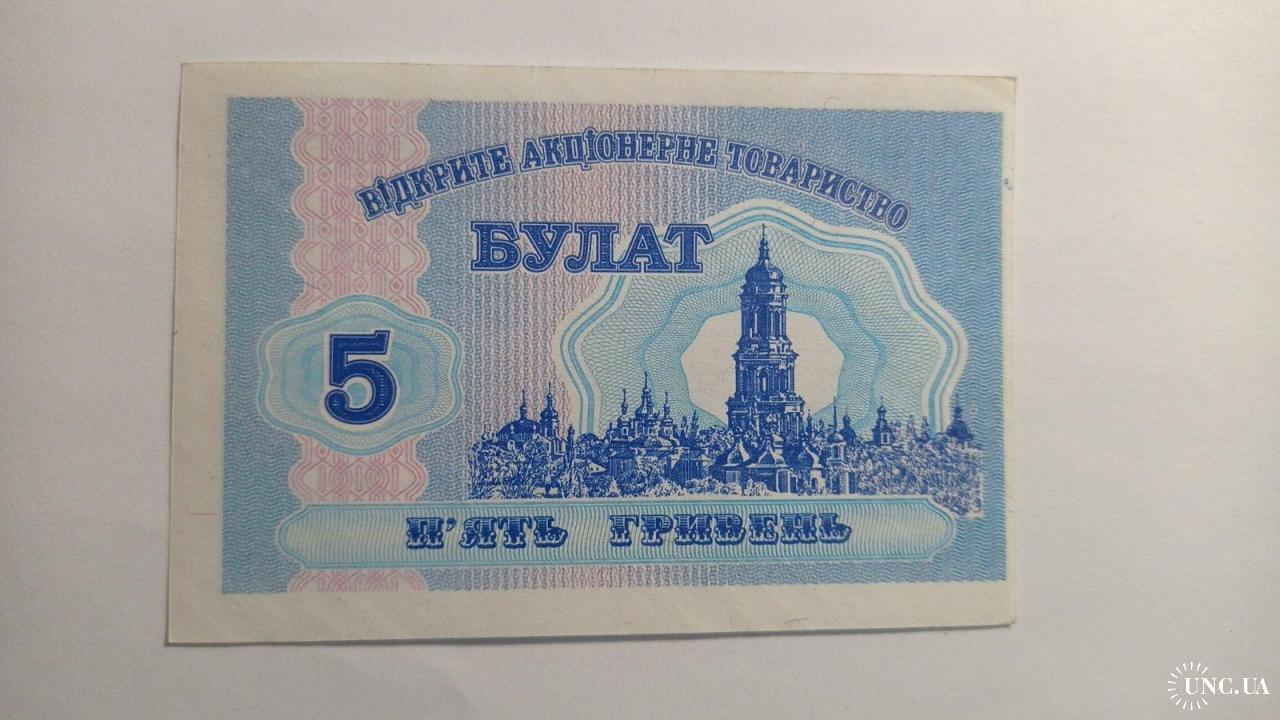 ВІДКРИТЕ АКЦІОНЕРНЕ ТОВАРИСТВО
БУЛАТ
5
П'ЯТЬ ГРИВЕНЬ
UNC.UA